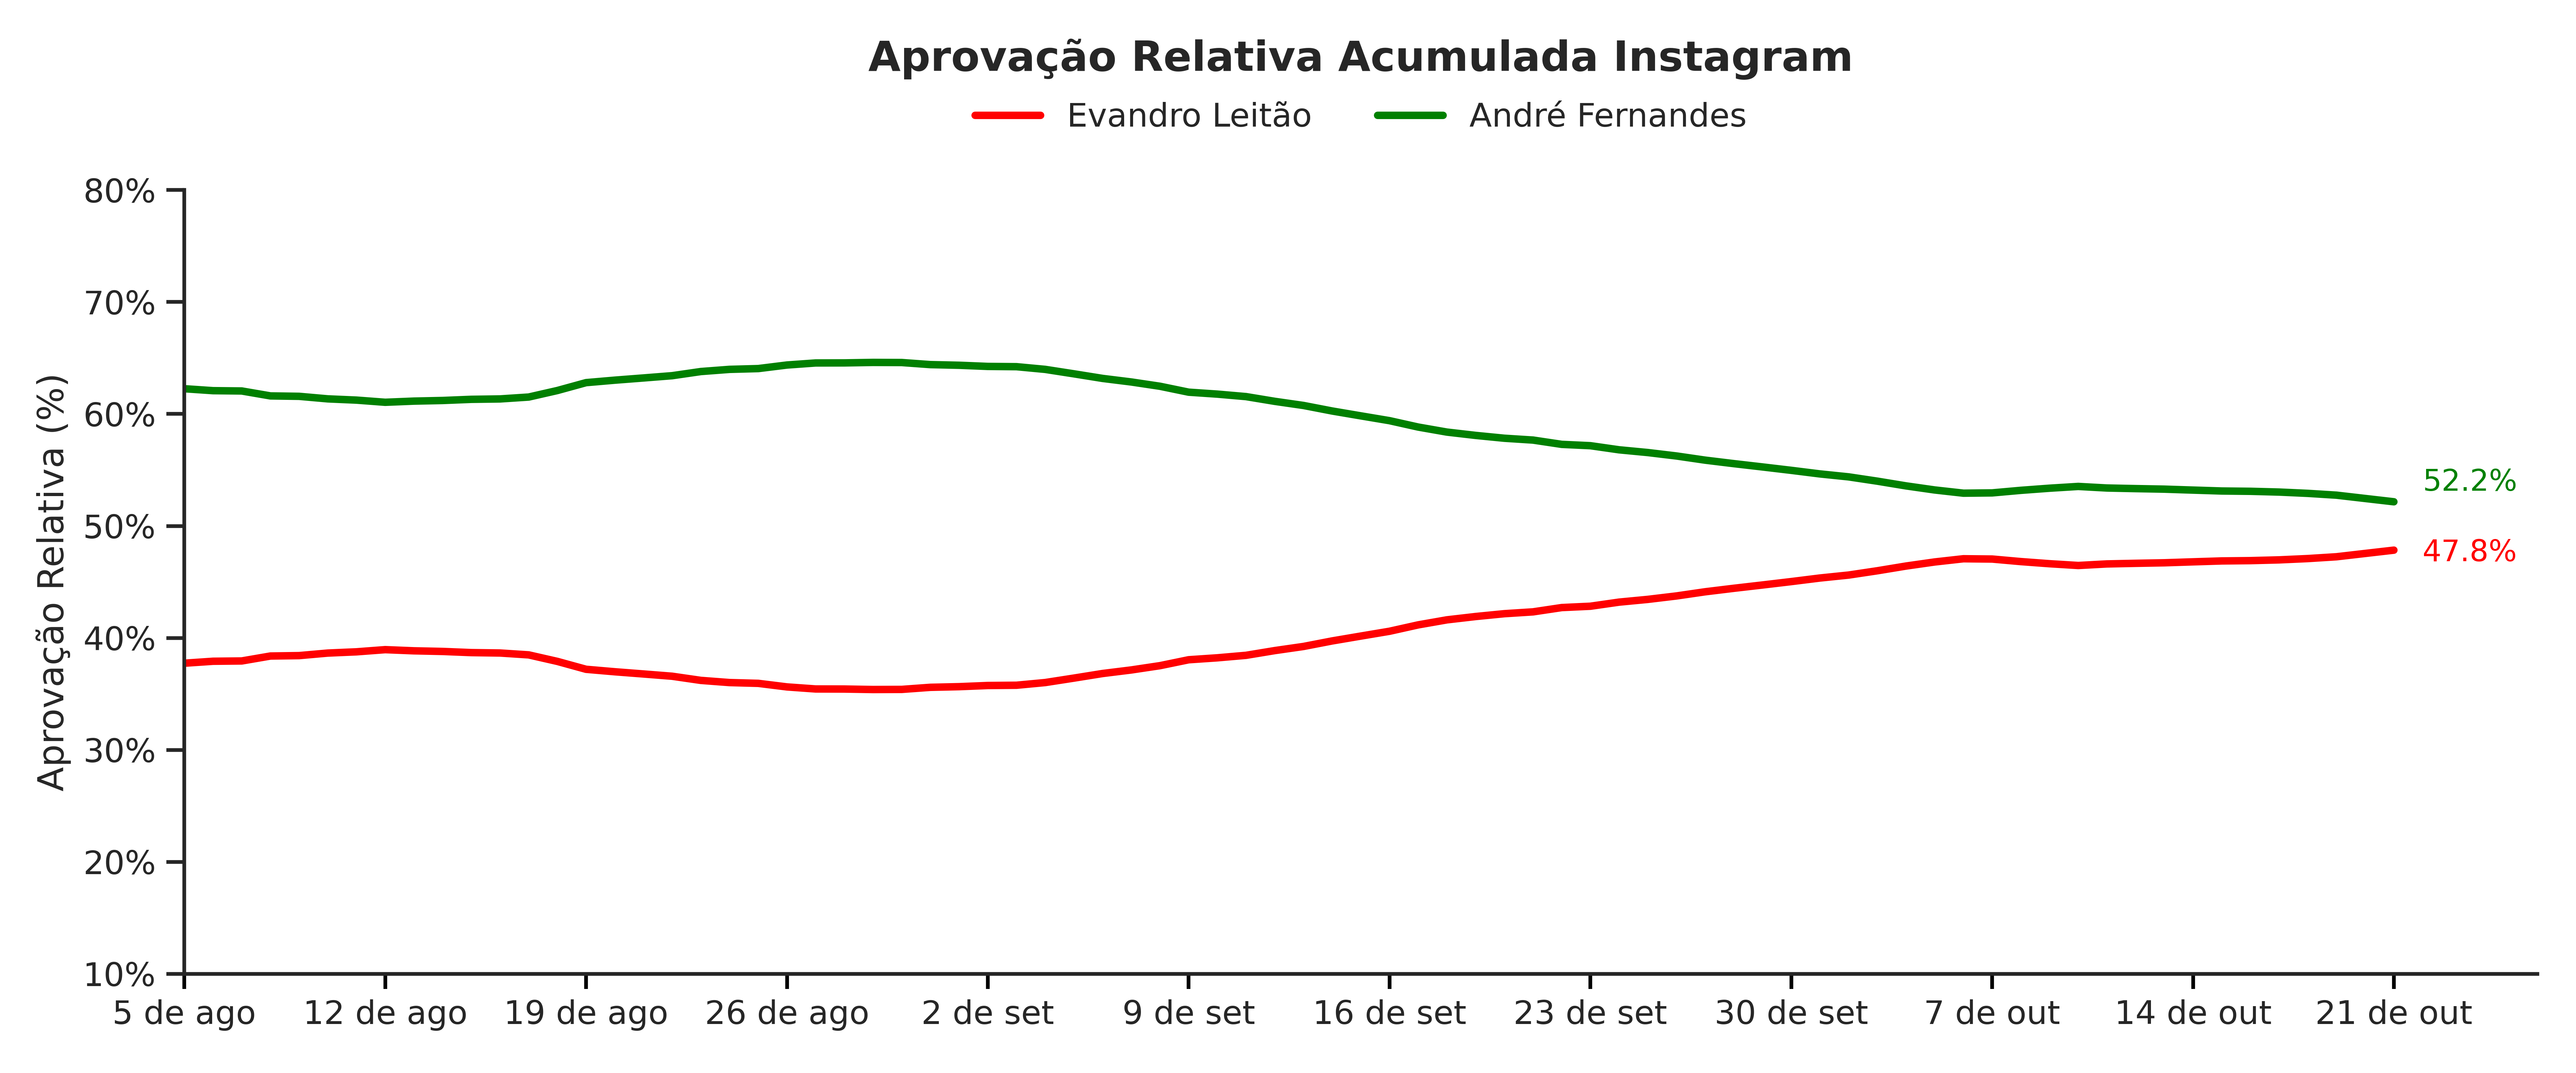 Aprovação Relativa Acumulada Instagram
Evandro Leitão
André Fernandes
Aprovação Relativa (%)
80%
70%
60%
50%
40%
30%
20%
10%
52.2%
47.8%
5 de ago
12 de ago
19 de ago
26 de ago
2 de set
9 de set
16 de set
23 de set
30 de set
7 de out
14 de out
21 de out